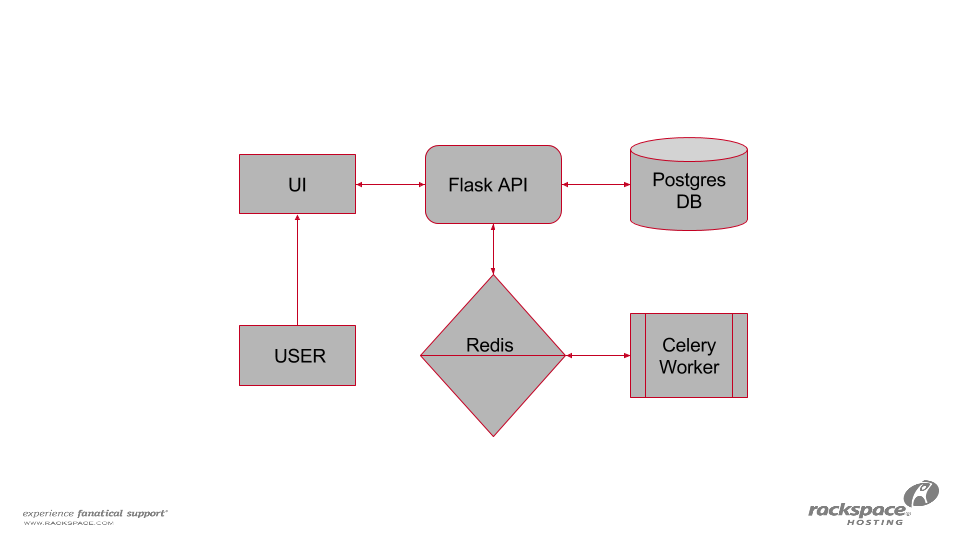 UI
Flask API
Postgres
DB
USER
Redis
Celery
Worker
experience fanatical support®
WWW.RACKSPACE.COM
rackspace®
HOSTING